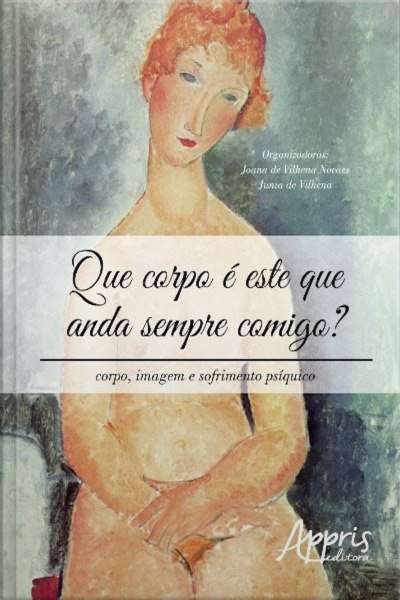 Organizadoras:
Joana de Vilhena Novaes
Junia de Vilhena
Que corpo é este que
anda sempre comigo?
corpo, imagem e sofrimento psíquico
Appris
editora